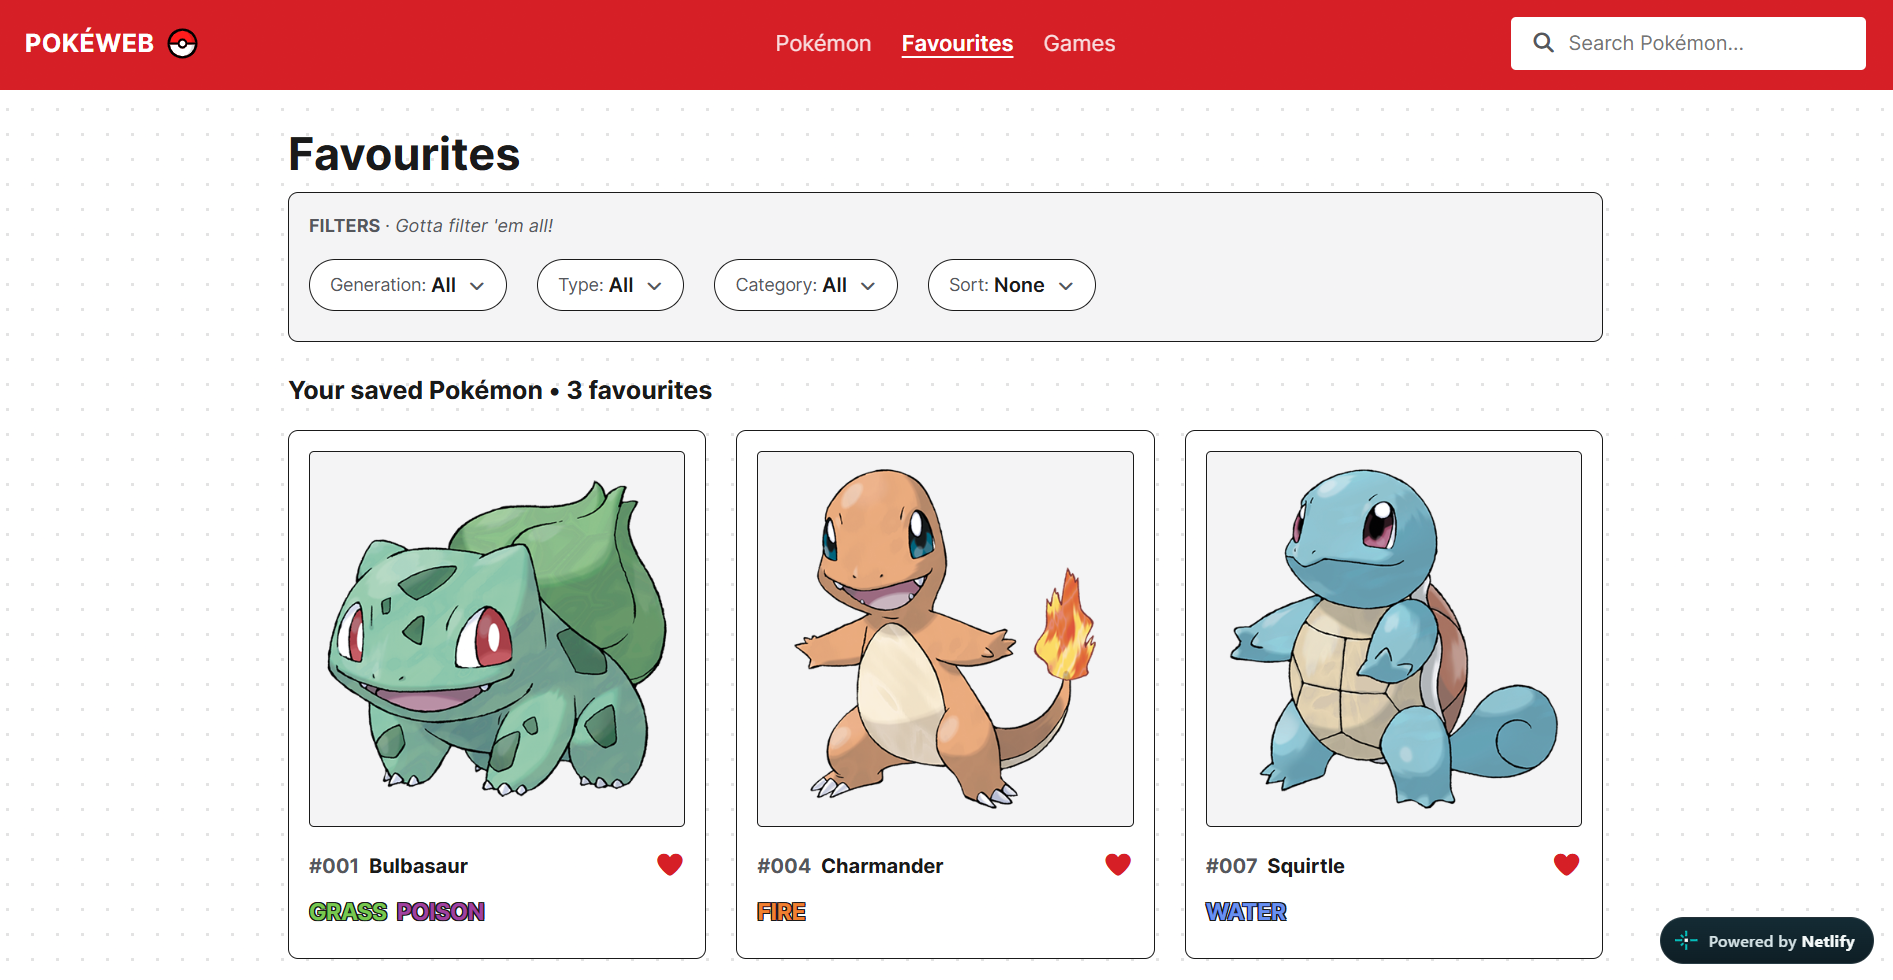 POKÉWEB
Pokémon Favourites Games
Search Pokémon...
Favourites
FILTERS · Gotta filter 'em all!
Generation: All
Type: All
Category: All
Sort: None
Your saved Pokémon • 3 favourites
#001 Bulbasaur
GRASS POISON
#004 Charmander
FIRE
#007 Squirtle
WATER
Powered by Netlify